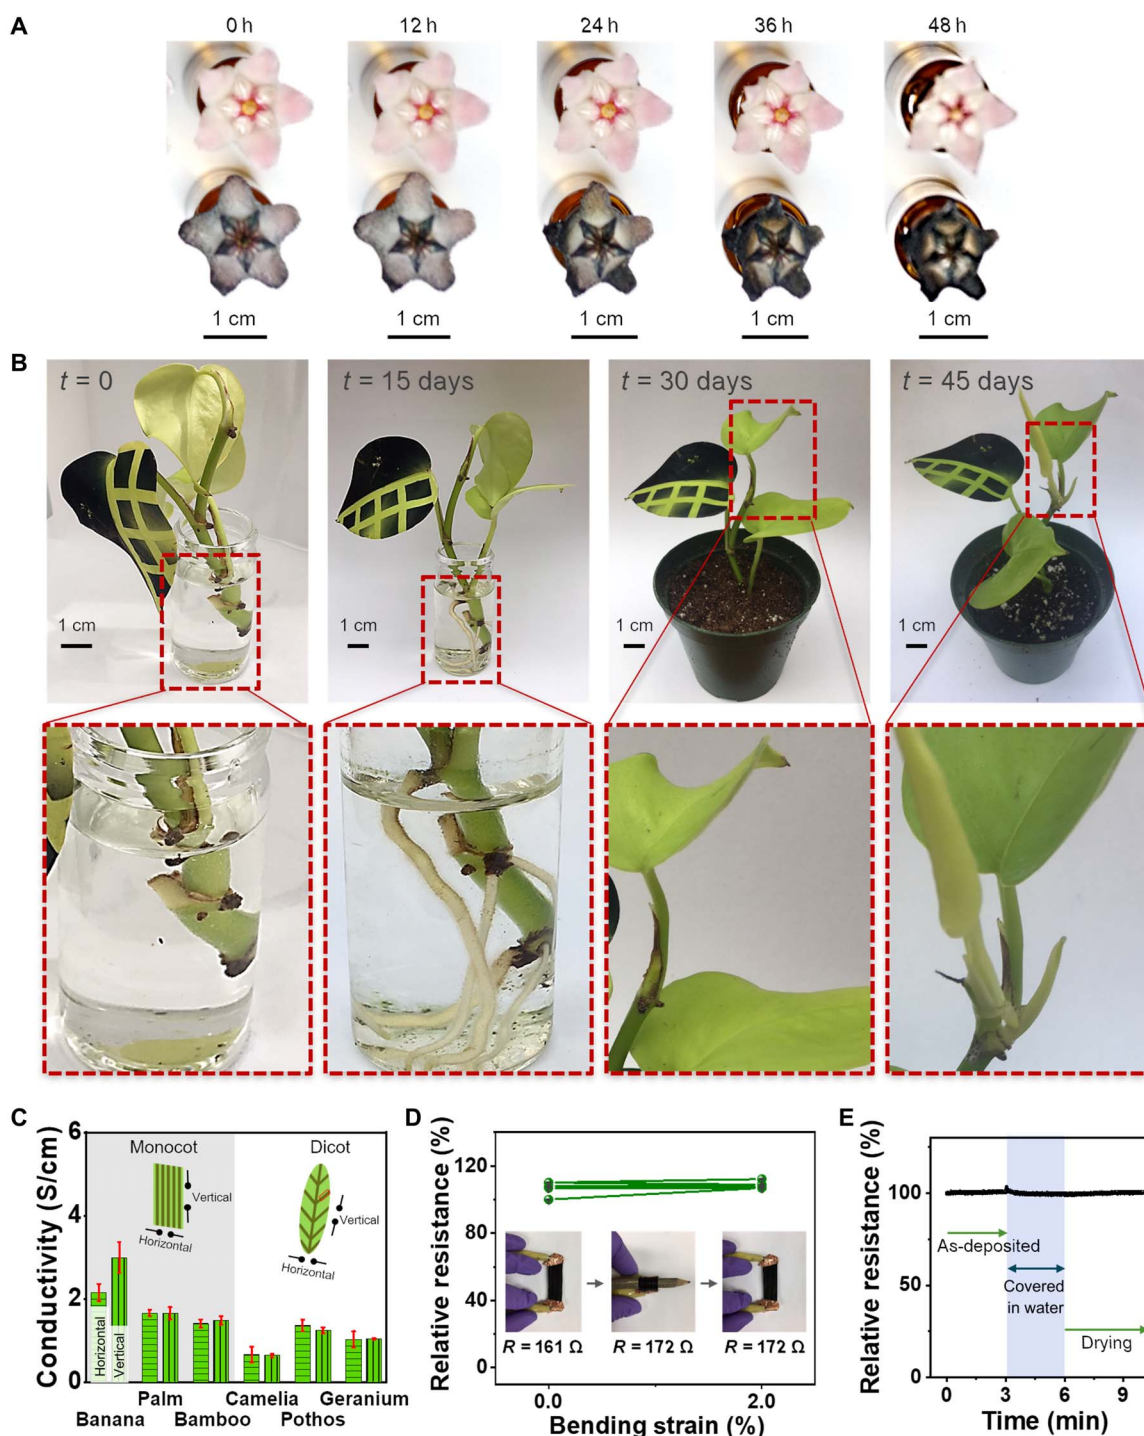 A
0 h
12 h
24 h
36 h
48 h
1 cm
1 cm
1 cm
1 cm
1 cm
B
t = 0
t = 15 days
t = 30 days
t = 45 days
1 cm
1 cm
1 cm
1 cm
C
Conductivity (S/cm)
6
4
2
0
Monocot
Dicot
Vertical
Horizontal
Vertical
Horizontal
Horizontal
Vertical
Palm
Camelia
Geranium
Banana
Bamboo
Pothos
D
Relative resistance (%)
120
80
40
0
R = 161 Ω
R = 172 Ω
R = 172 Ω
0.0
2.0
Bending strain (%)
E
Relative resistance (%)
100
50
0
As-deposited
Covered
in water
Drying
0
3
6
9
Time (min)